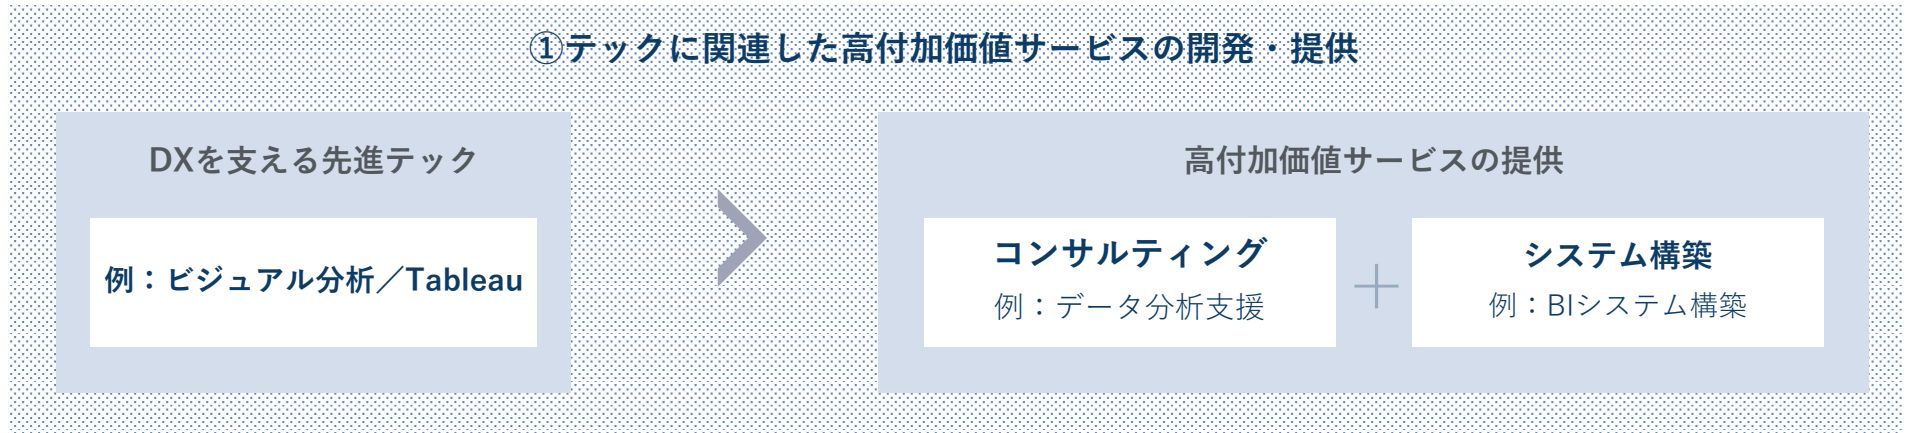 ①テックに関連した高付加価値サービスの開発・提供
DXを支える先進テック
例：ビジュアル分析／Tableau
高付加価値サービスの提供
コンサルティング
例：データ分析支援
＋
システム構築
例：BIシステム構築